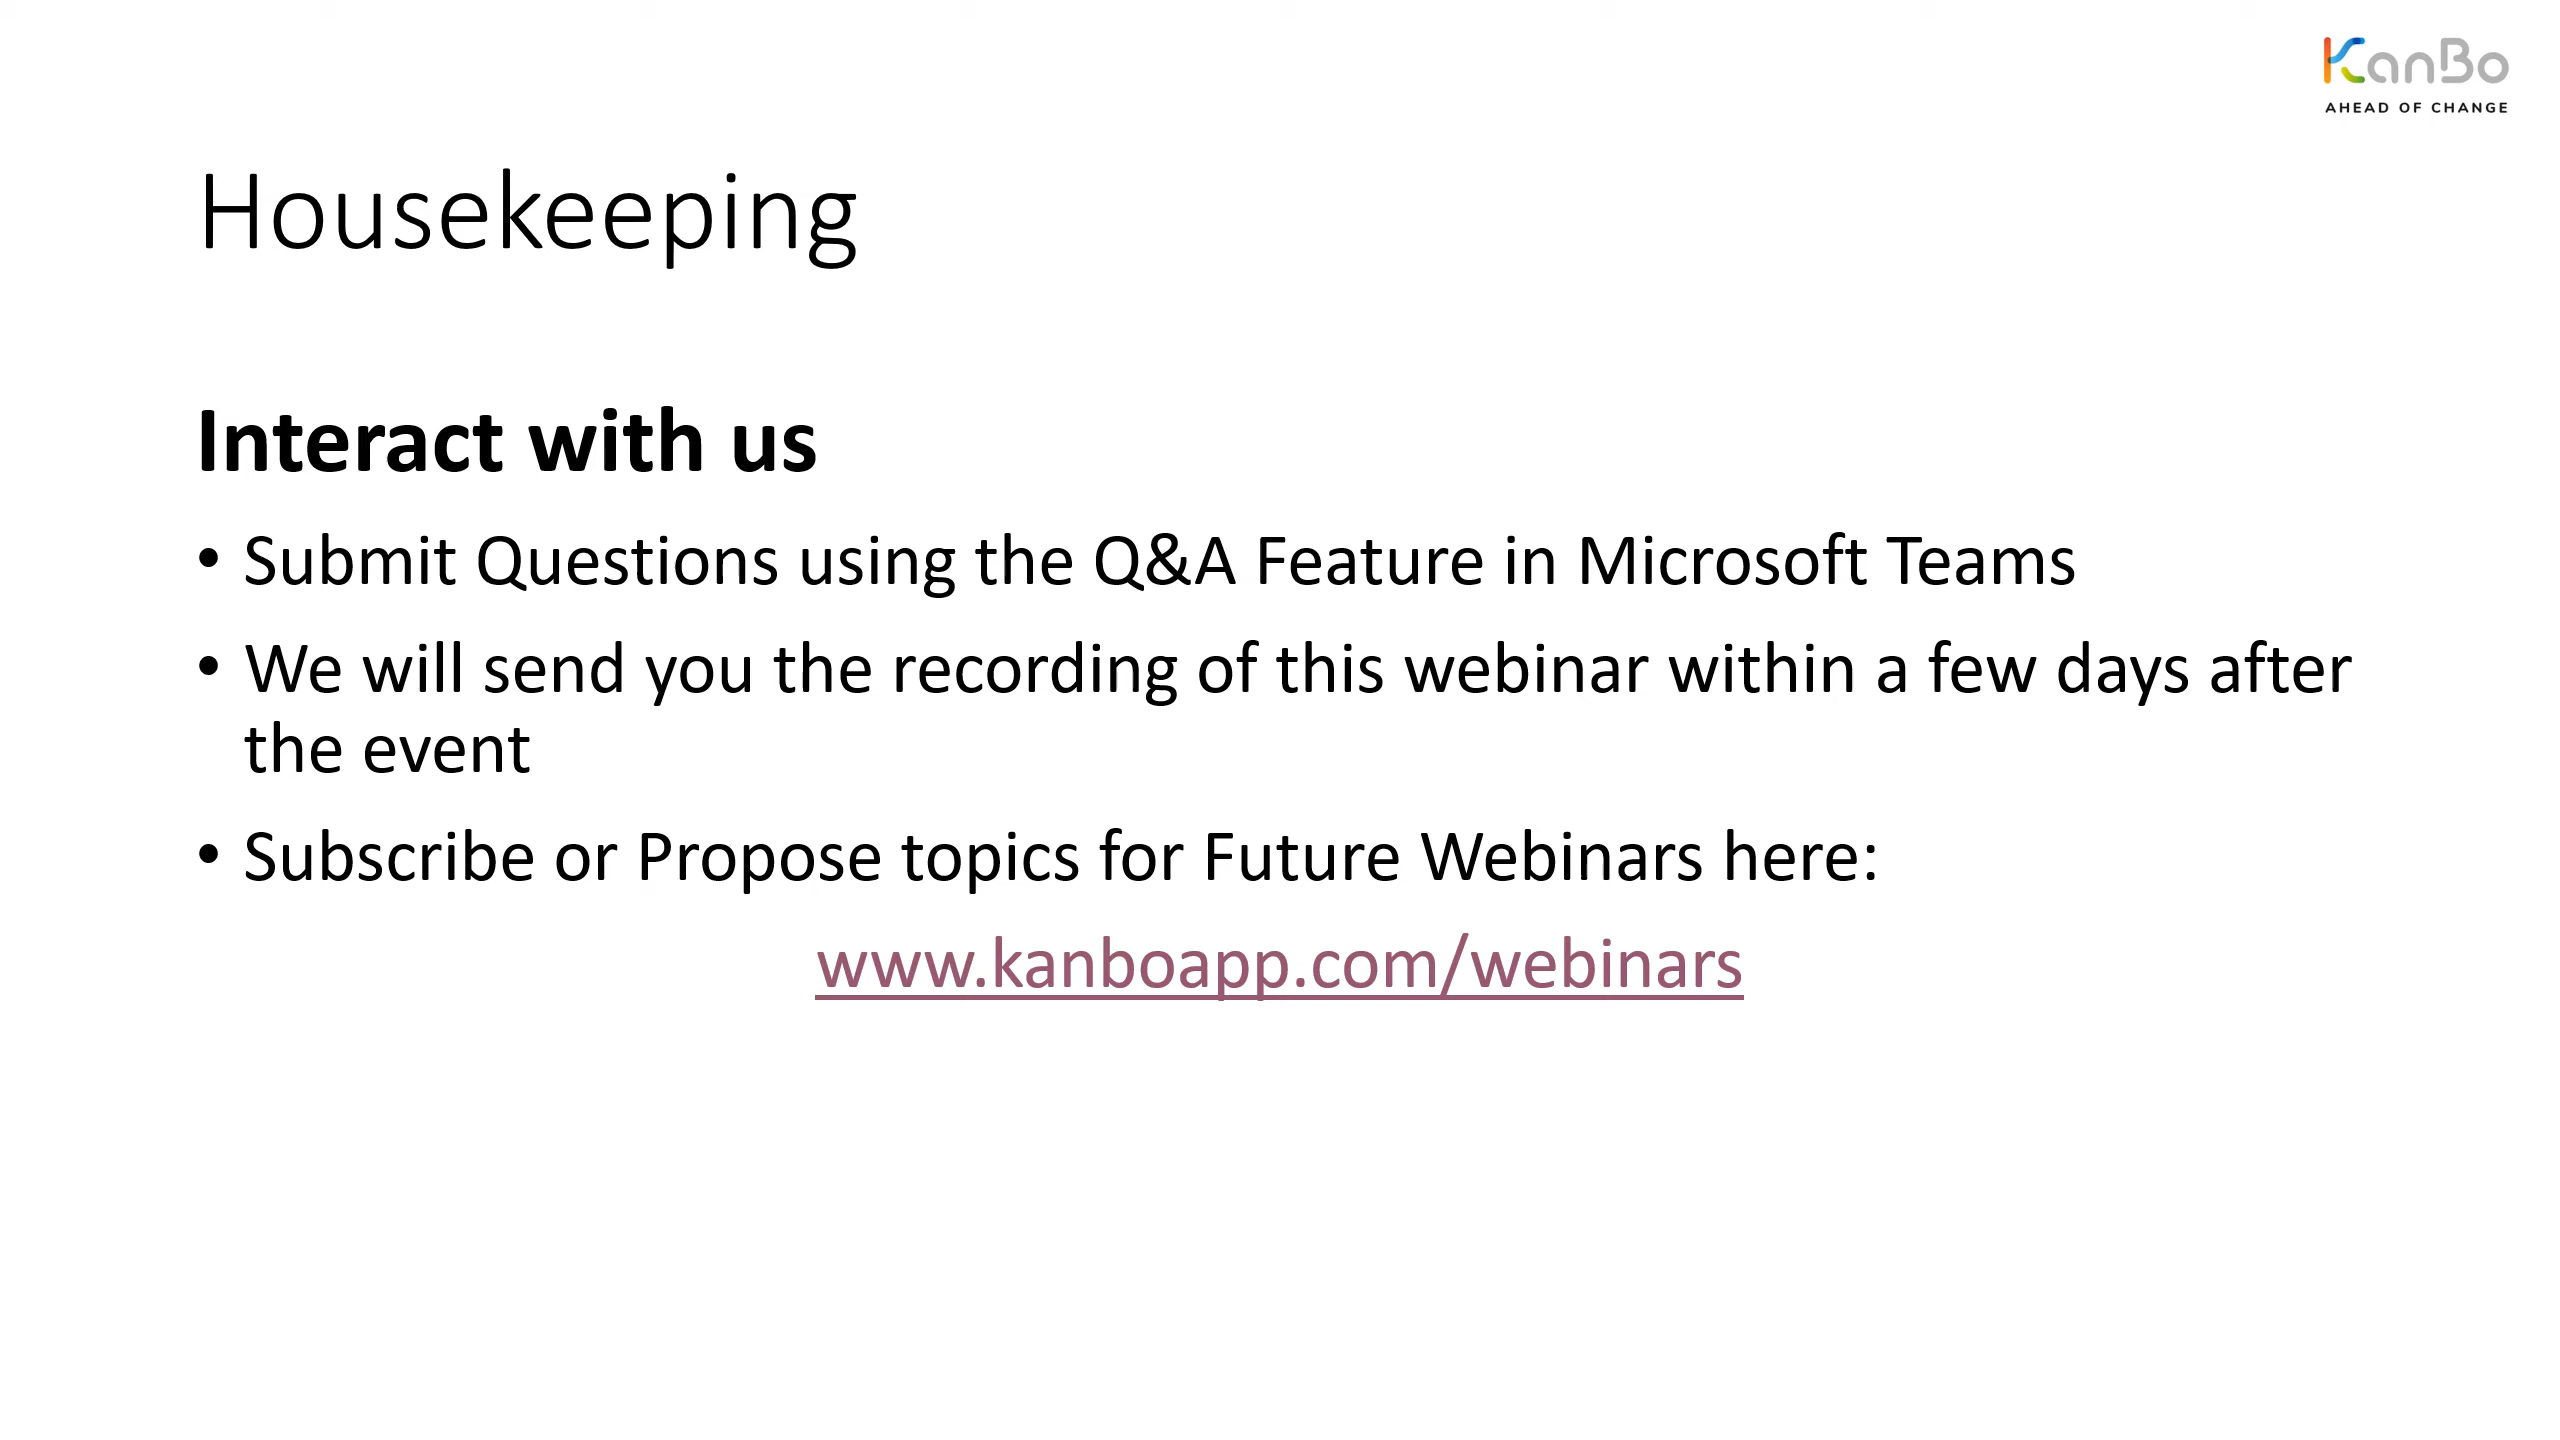 KanBo
AHEAD OF CHANGE
Housekeeping
Interact with us
• Submit Questions using the Q&A Feature in Microsoft Teams
• We will send you the recording of this webinar within a few days after
the event
• Subscribe or Propose topics for Future Webinars here:
www.kanboapp.com/webinars